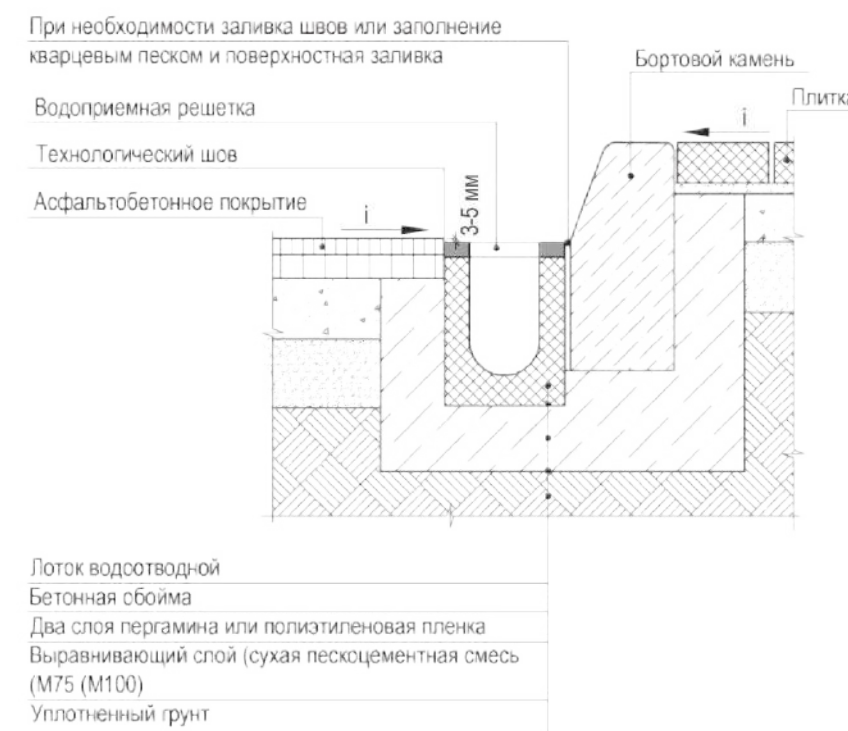 При необходимости заливка швов или заполнение
кварцевым песком и поверхностная заливка
Бортовой камень
Водоприемная решетка
Плитка
i
Технологический шов
3-5 мм
Асфальтобетонное покрытие
i
Лоток водоотводной
Бетонная обойма
Два слоя пергамина или полиэтиленовая пленка
Выравнивающий слой (сухая пескоцементная смесь
(М75 (М100)
Уплотненный грунт